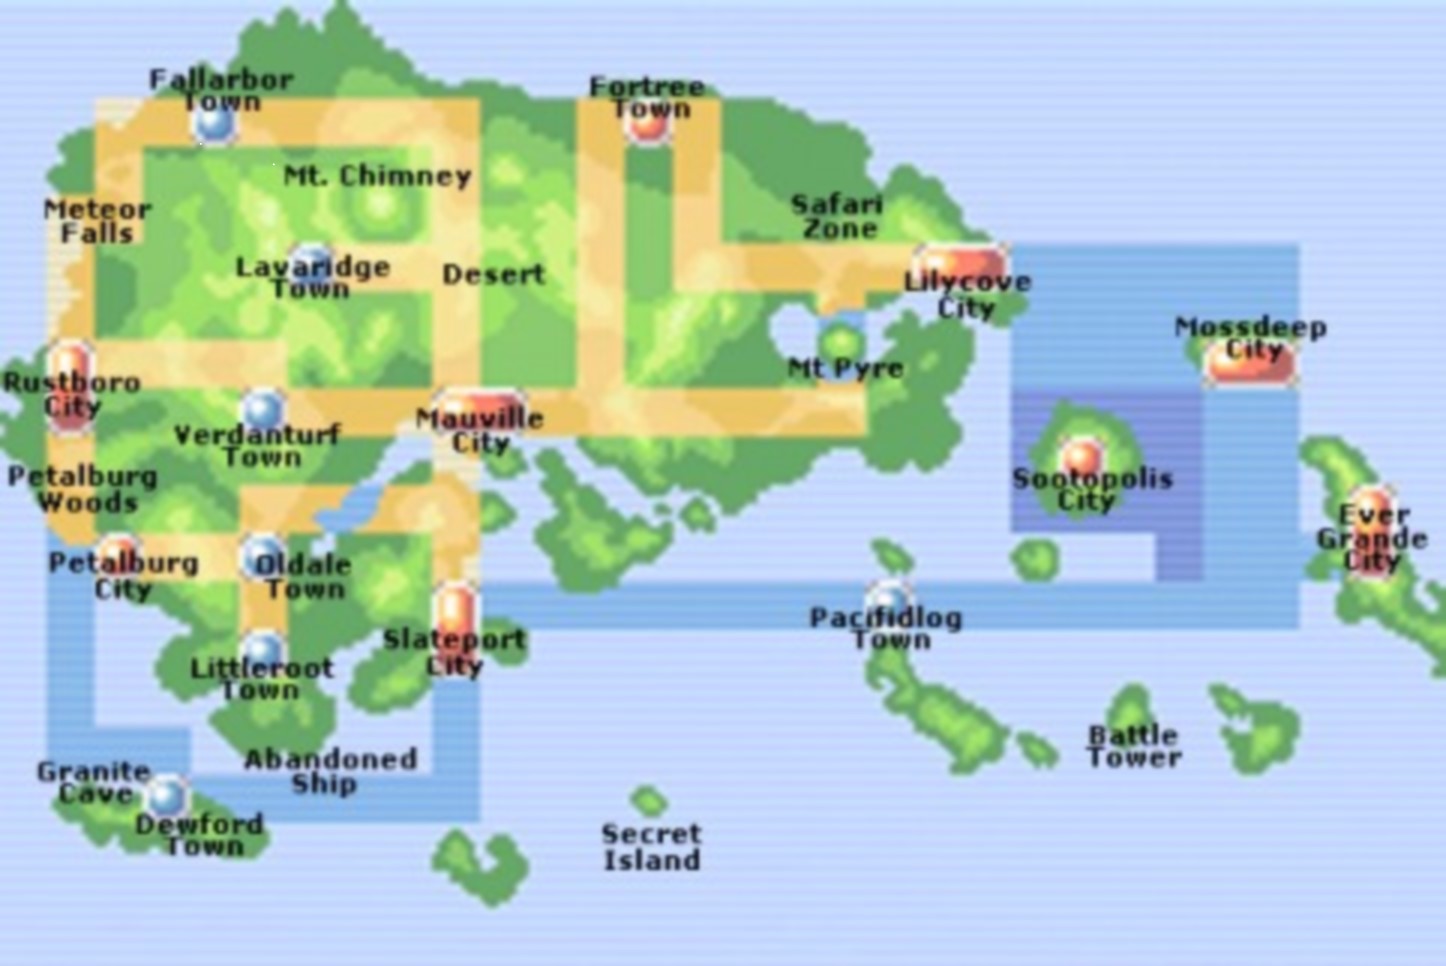 Fallarbor
Town
Fortree
Town
Mt. Chimney
Meteor
Falls
Safari
Zone
Lavaridge
Town
Desert
Lilycove
City
Mossdeep
City
Mt Pyre
Rustboro
City
Verdanturf
Town
Mauville
City
Petalburg
Woods
Sootopolis
City
Ever
Grande
City
Petalburg
City
Oldale
Town
Pacifidlog
Town
Slateport
City
Littleroot
Town
Battle
Tower
Abandoned
Ship
Granite
Cave
Dewford
Town
Secret
Island